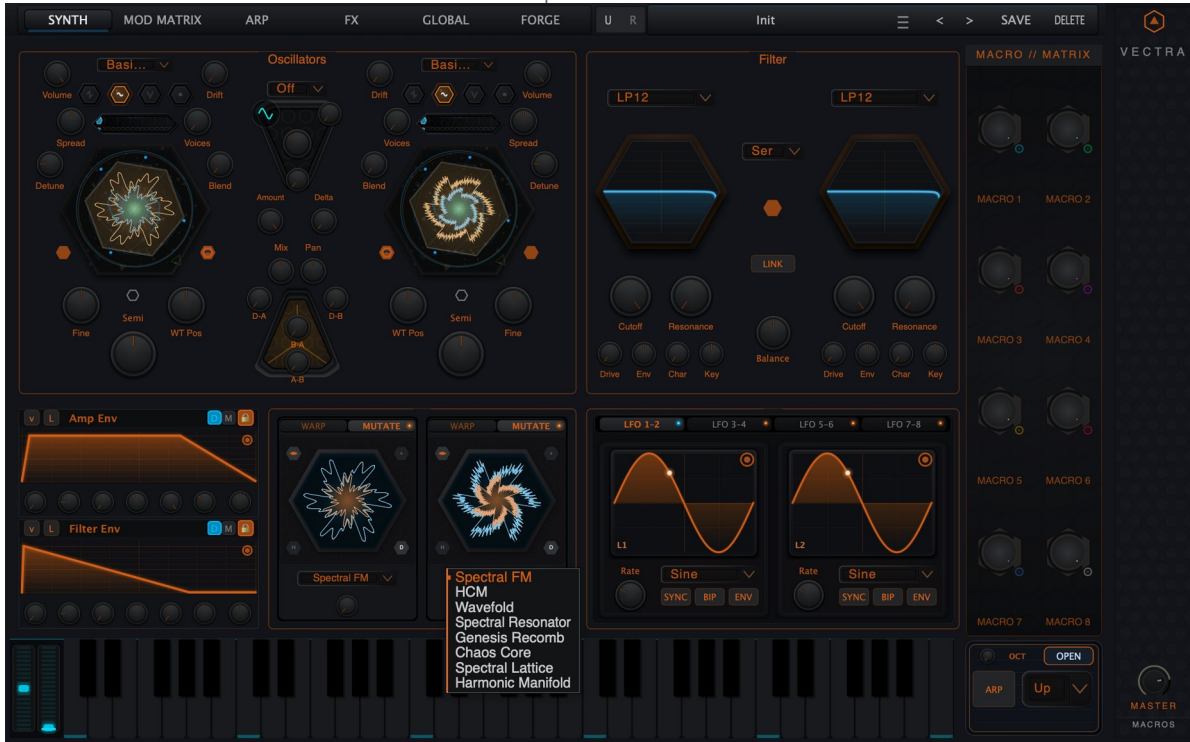 SYNTH MOD MATRIX ARP FX GLOBAL FORGE U R Init < > SAVE DELETE
VECTRA
Oscillators
Basi...
Volume
Drift
Spread
Voices
Detune
Blend
Fine
Semi
WT Pos
Off
Amount Delta
Mix Pan
D-A D-B
B-A
A-B
Basi...
Drift
Volume
Voices
Spread
Blend
Detune
WT Pos
Semi
Fine
Filter
LP12
LP12
Ser
LINK
Cutoff Resonance
Drive Env Char Key
Balance
Cutoff Resonance
Drive Env Char Key
MACRO // MATRIX
MACRO 1 MACRO 2
MACRO 3 MACRO 4
MACRO 5 MACRO 6
MACRO 7 MACRO 8
V L Amp Env D M
V L Filter Env D M
WARP MUTATE
H D
Spectral FM
WARP MUTATE
H D
Spectral FM
HCM
Wavefold
Spectral Resonator
Genesis Recomb
Chaos Core
Spectral Lattice
Harmonic Manifold
LFO 1-2 LFO 3-4 LFO 5-6 LFO 7-8
L1
Rate
Sine
SYNC BIP ENV
L2
Rate
Sine
SYNC BIP ENV
OCT OPEN
ARP Up
MASTER
MACROS